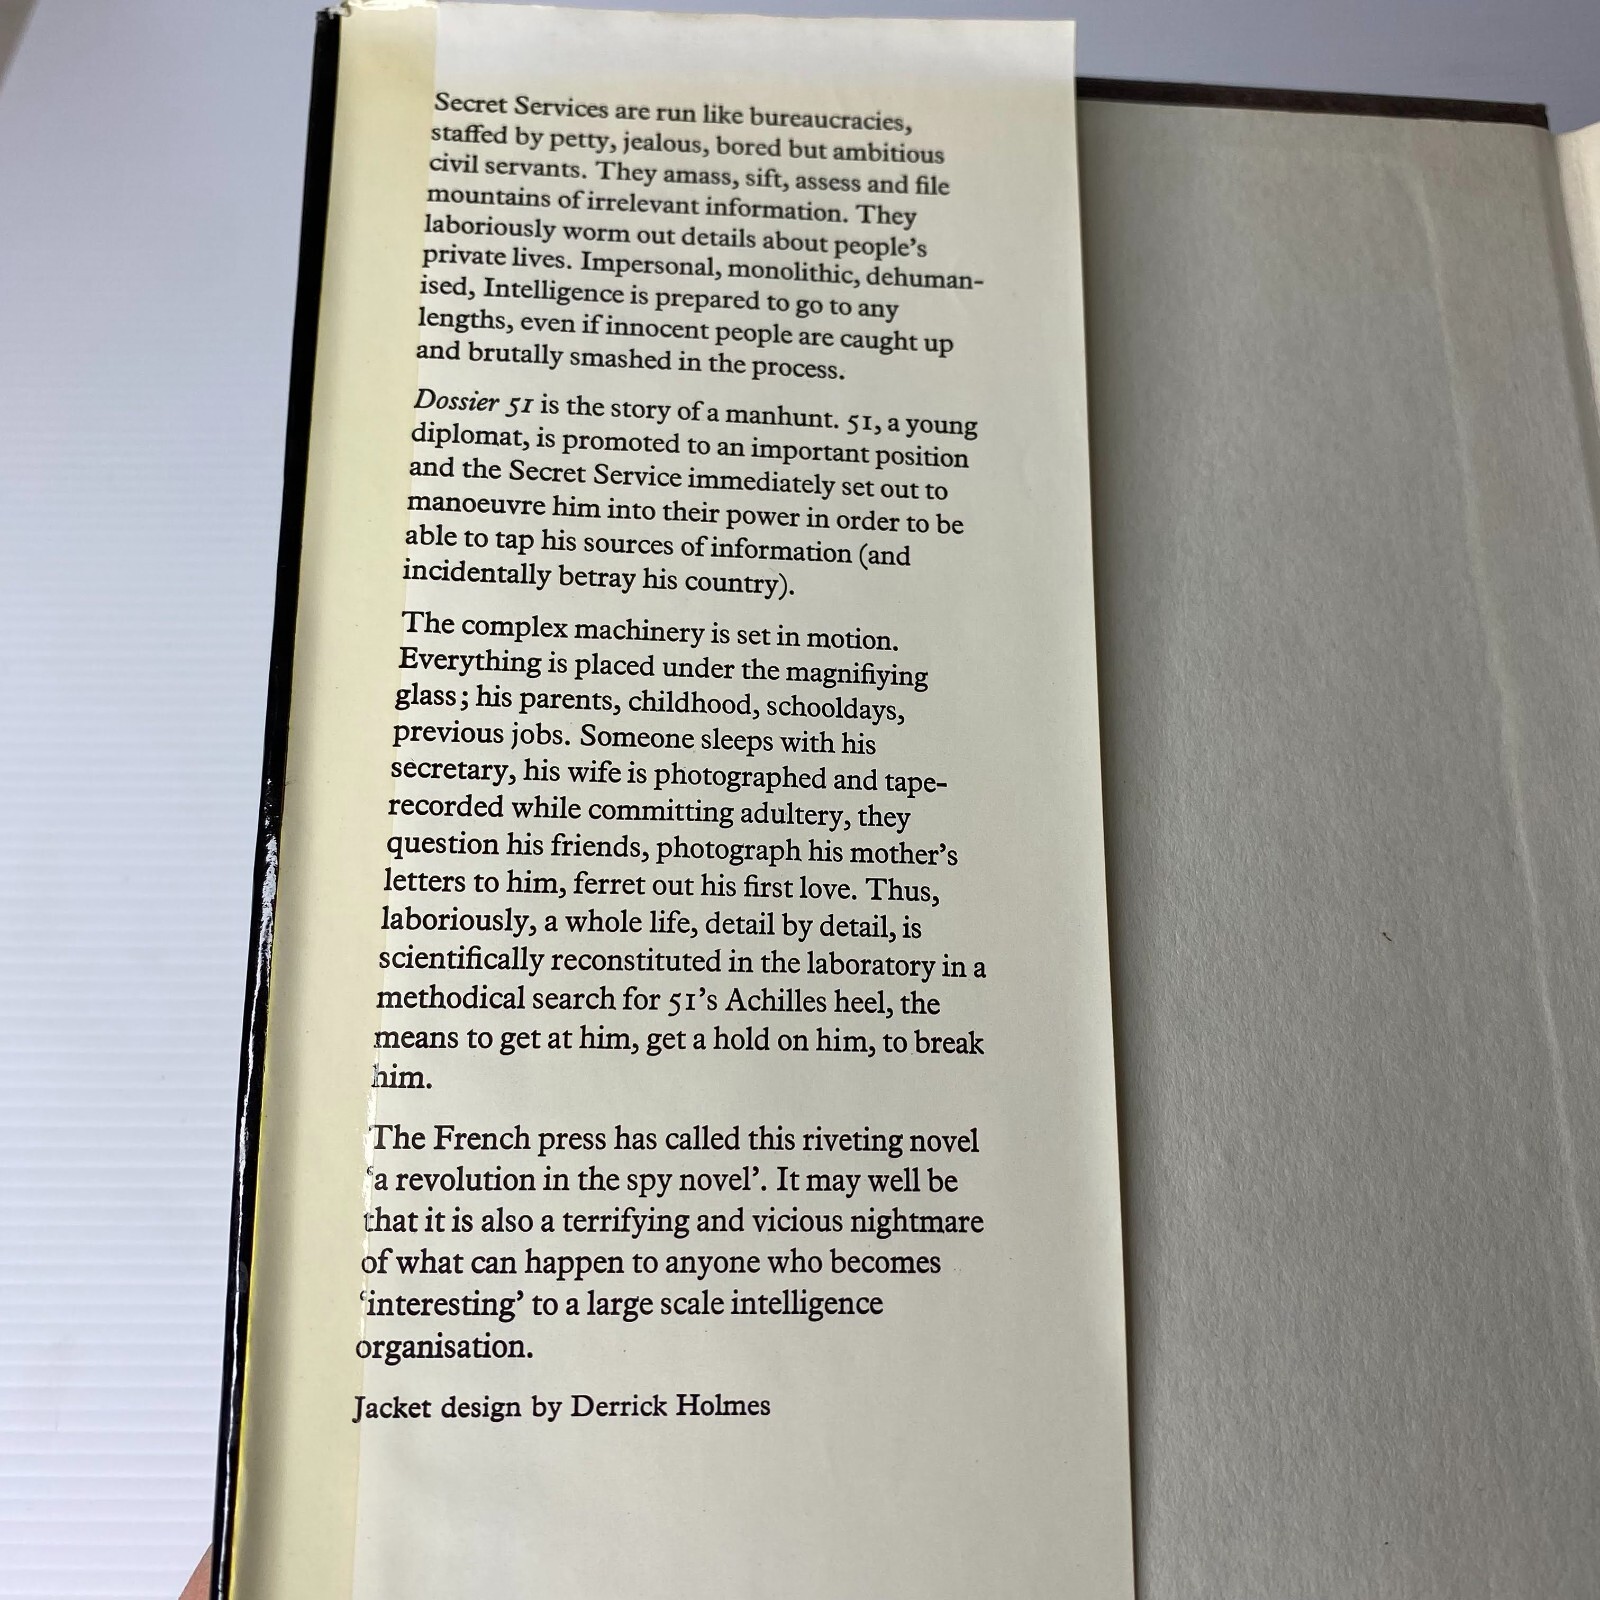 Secret Services are run like bureaucracies,
staffed by petty, jealous, bored but ambitious
civil servants. They amass, sift, assess and file
mountains of irrelevant information. They
laboriously worm out details about people's
private lives. Impersonal, monolithic, dehuman-
ised, Intelligence is prepared to go to any
lengths, even if innocent people are caught up
and brutally smashed in the process.
Dossier 51 is the story of a manhunt. 51, a young
diplomat, is promoted to an important position
and the Secret Service immediately set out to
manoeuvre him into their power in order to be
able to tap his sources of information (and
incidentally betray his country).
The complex machinery is set in motion.
Everything is placed under the magnifiying
glass; his parents, childhood, schooldays,
previous jobs. Someone sleeps with his
secretary, his wife is photographed and tape-
recorded while committing adultery, they
question his friends, photograph his mother's
letters to him, ferret out his first love. Thus,
laboriously, a whole life, detail by detail, is
scientifically reconstituted in the laboratory in a
methodical search for 51's Achilles heel, the
means to get at him, get a hold on him, to break
him.
The French press has called this riveting novel
'a revolution in the spy novel'. It may well be
that it is also a terrifying and vicious nightmare
of what can happen to anyone who becomes
'interesting' to a large scale intelligence
organisation.
Jacket design by Derrick Holmes